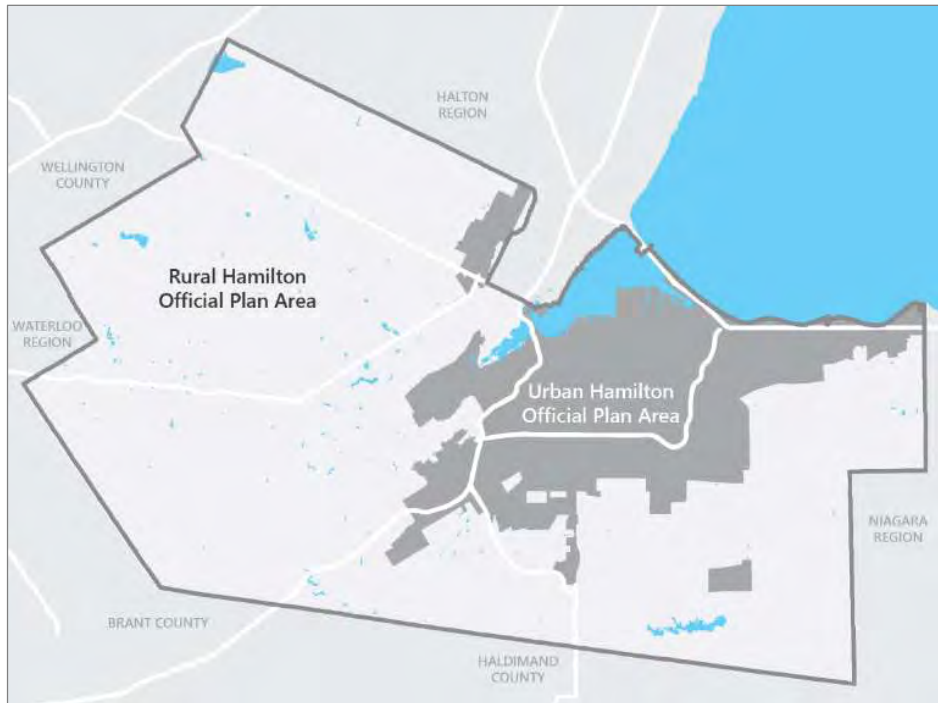 HALTON
REGION
WELLINGTON
COUNTY
Rural Hamilton
Official Plan Area
WATERLOO
REGION
Urban Hamilton
Official Plan Area
NIAGARA
REGION
BRANT COUNTY
HALDIMAND
COUNTY